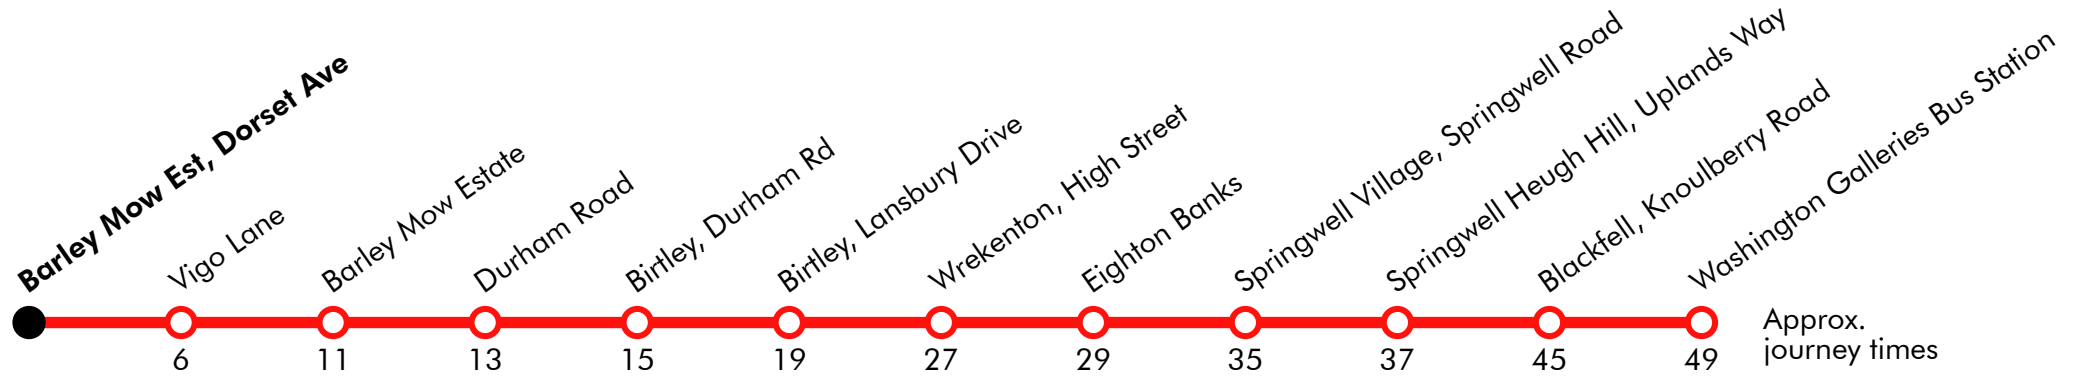 Barley Mow Est, Dorset Ave
Vigo Lane
Barley Mow Estate
Durham Road
Birtley, Durham Rd
Birtley, Lansbury Drive
Wrekenton, High Street
Eighton Banks
Springwell Village, Springwell Road
Springwell Heugh Hill, Uplands Way
Blackfell, Knoulberry Road
Washington Galleries Bus Station
6
11
13
15
19
27
29
35
37
45
49
Approx.
journey times